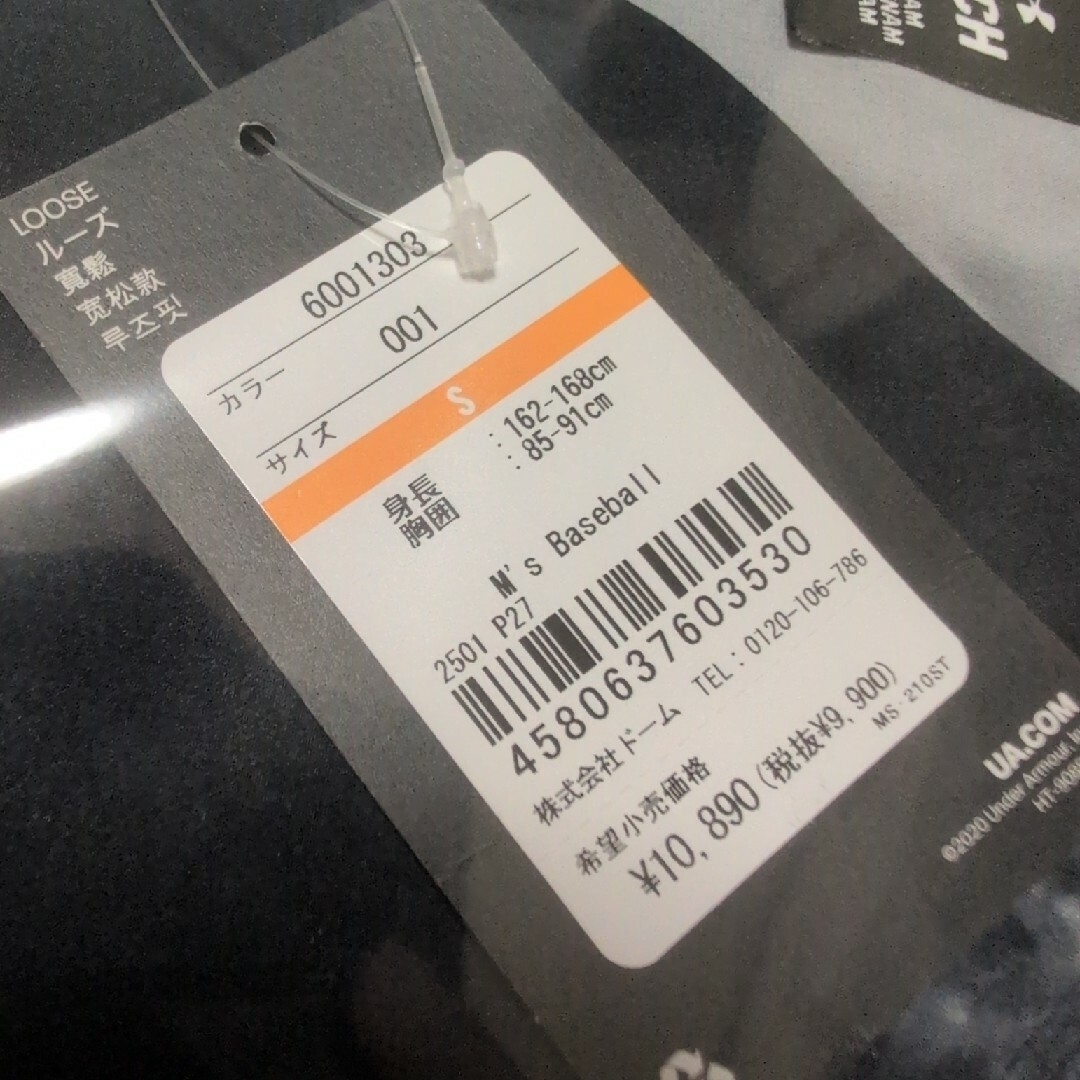 LOOSE
ルーズ
寬鬆
宽松款
루즈핏
6001303
カラー 001
サイズ
S
身長 : 162-168cm
胸囲 : 85-91cm
M's Baseball
2501 P27
4580637603530
株式会社ドーム TEL:0120-106-786
希望小売価格
¥10,890(税抜¥9,900)
MS-210ST
UA.COM
©2020 Under Armour,